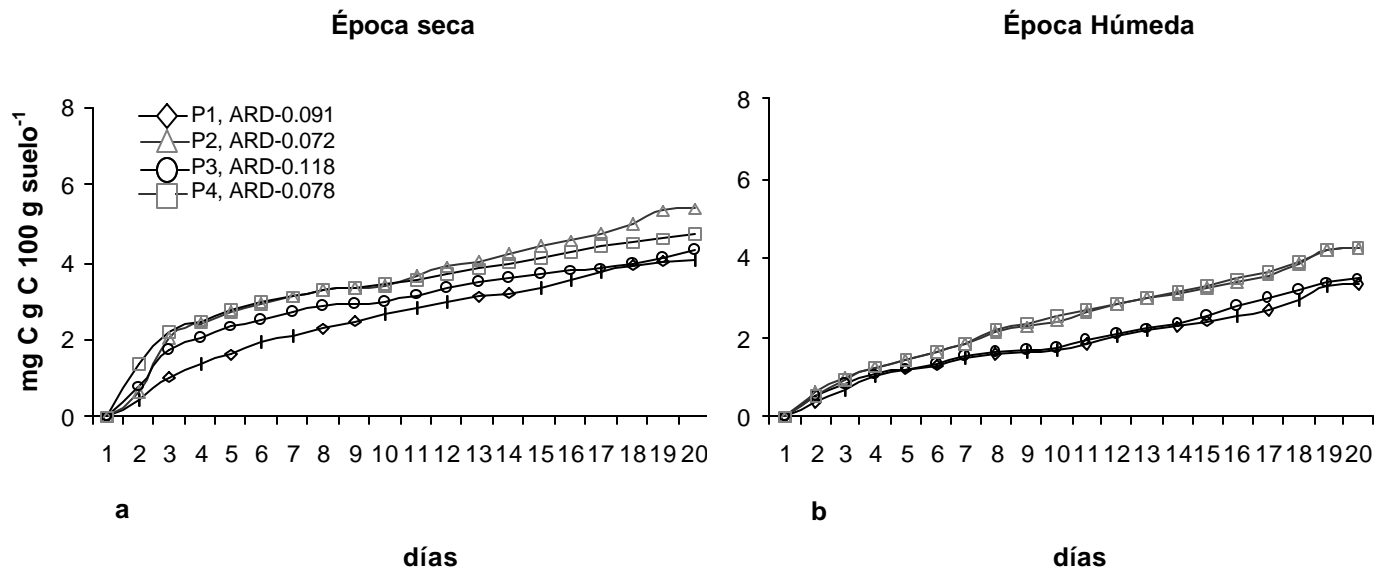 Época seca
mg C g C 100 g suelo-1
8
6
4
2
0
P1, ARD-0.091
P2, ARD-0.072
P3, ARD-0.118
P4, ARD-0.078
1 2 3 4 5 6 7 8 9 10 11 12 13 14 15 16 17 18 19 20
a
días
Época Húmeda
8
6
4
2
0
1 2 3 4 5 6 7 8 9 10 11 12 13 14 15 16 17 18 19 20
b
días